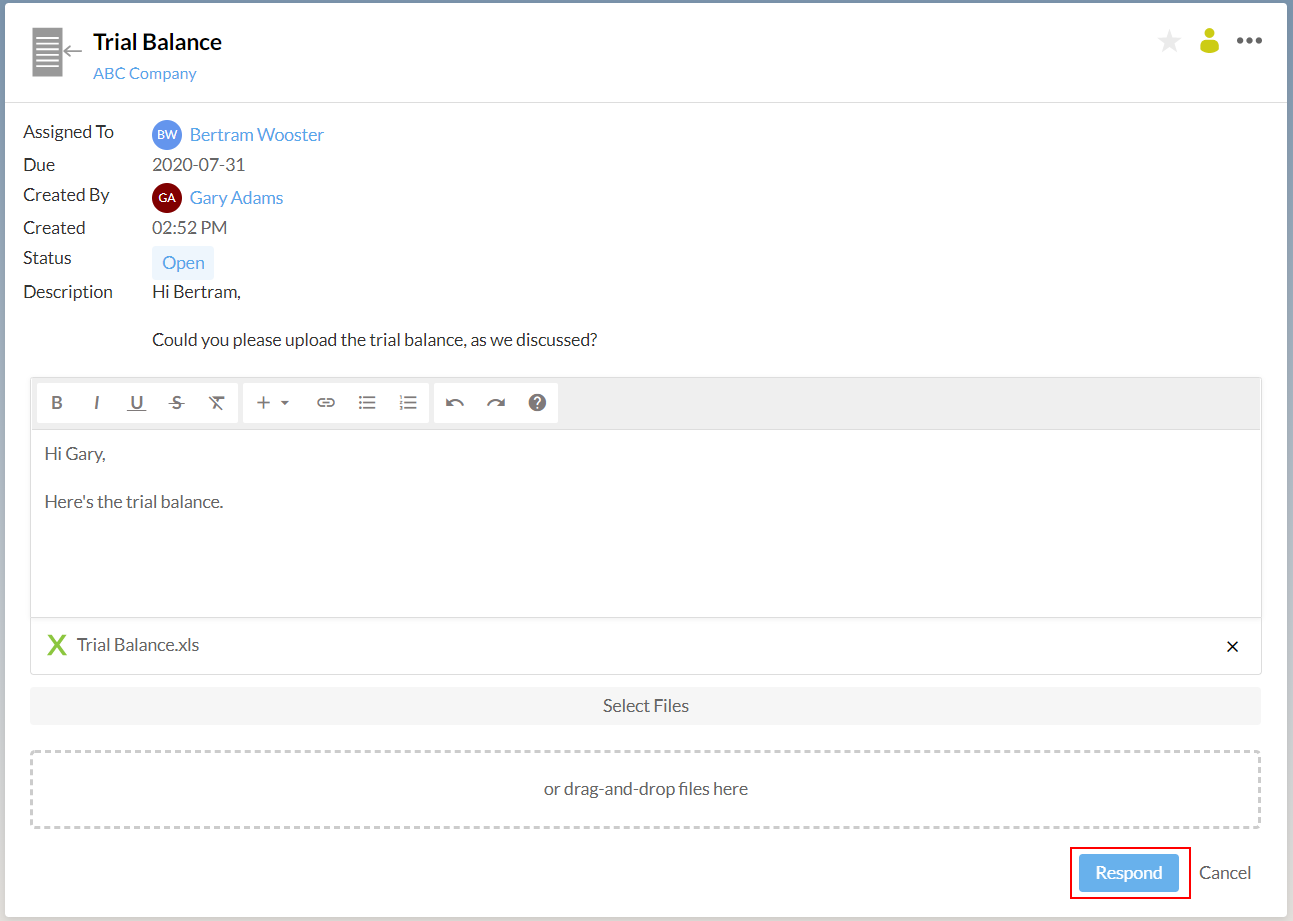 Trial Balance
ABC Company
Assigned To BW Bertram Wooster
Due 2020-07-31
Created By GA Gary Adams
Created 02:52 PM
Status Open
Description Hi Bertram,
Could you please upload the trial balance, as we discussed?
B I U S
Hi Gary,
Here's the trial balance.
Trial Balance.xls
Select Files
or drag-and-drop files here
Respond Cancel